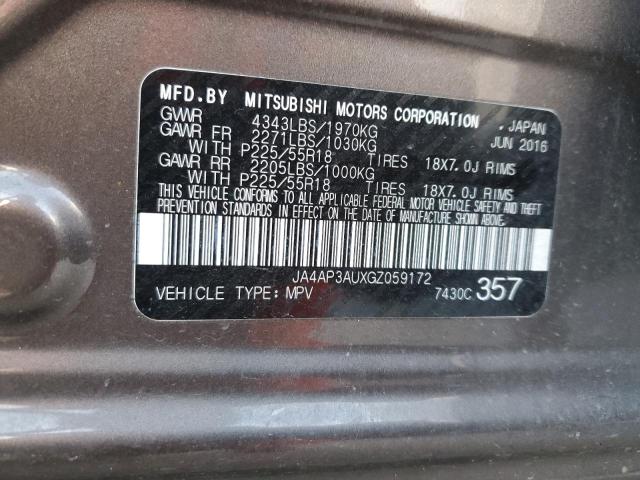 MFD.BY MITSUBISHI MOTORS CORPORATION , JAPAN
GWWR 4343LBS/1970KG JUN 2016
GAWR FR 2271LBS/1030KG
WITH P225/55R18 TIRES 18X7.0J RIMS
GAWR RR 2205LBS/1000KG
WITH P225/55R18 TIRES 18X7.0J RIMS
THIS VEHICLE CONFORMS TO ALL APPLICABLE FEDERAL MOTOR VEHICLE SAFETY AND THEFT
PREVENTION STANDARDS IN EFFECT ON THE DATE OF MANUFACTURE SHOWN ABOVE.
JA4AP3AUXGZ059172
VEHICLE TYPE: MPV 7430C 357